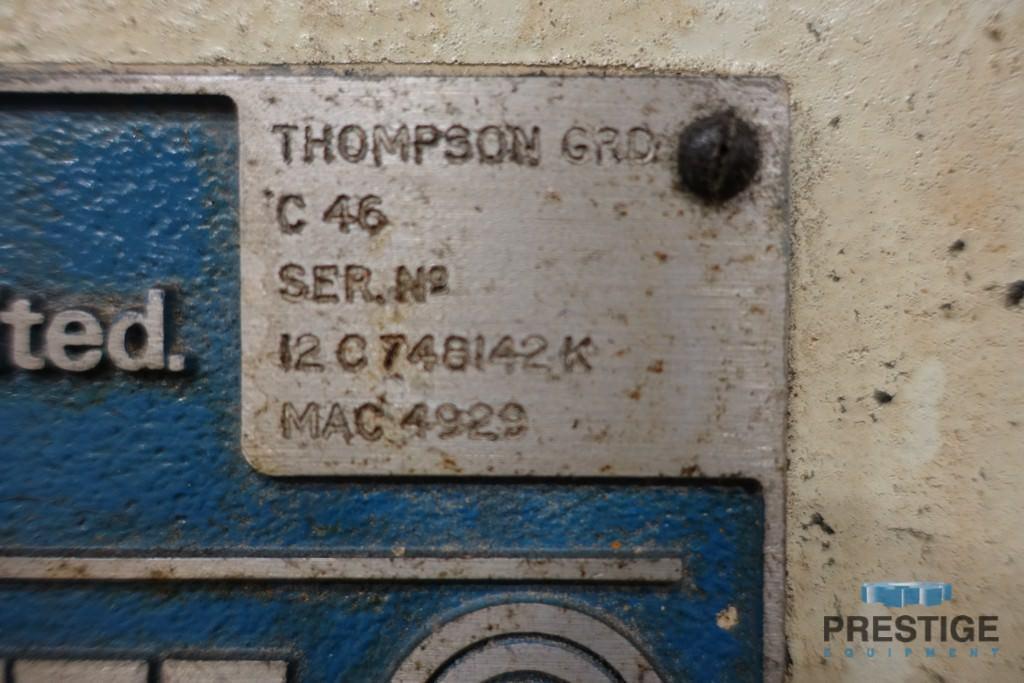 THOMPSON GRD
C 46
SER. Nº
12 C 748142 K
MAC 4929
ted.
PRESTIGE
EQUIPMENT